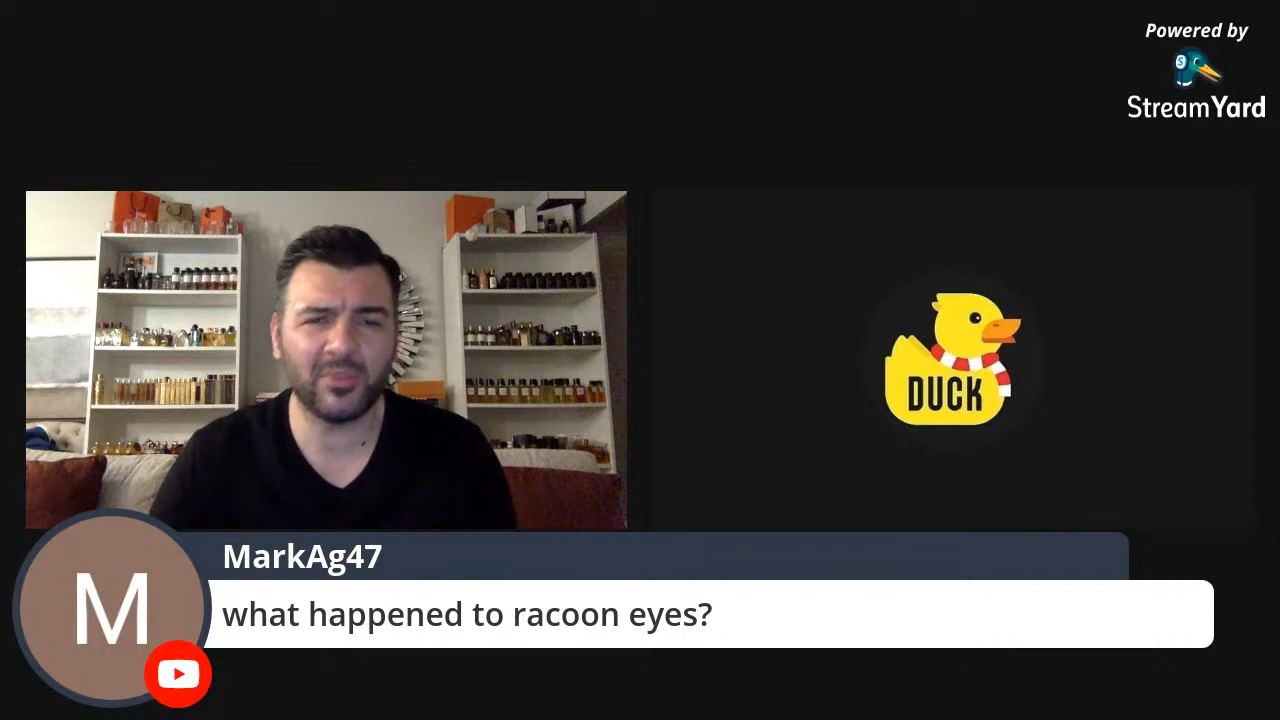 Powered by
StreamYard
DUCK
M
MarkAg47
what happened to racoon eyes?